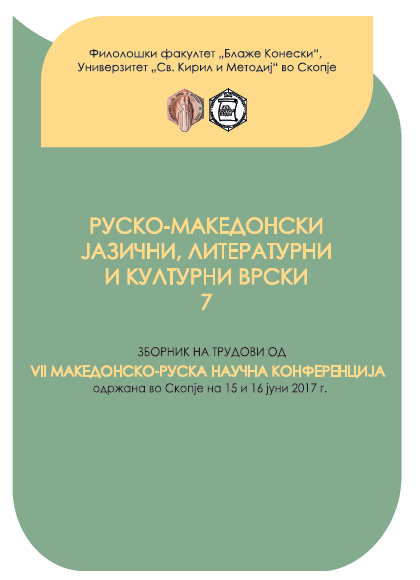 Филолошки факултет „Блаже Конески“,
Универзитет „Св. Кирил и Методиј“ во Скопје
РУСКО-МАКЕДОНСКИ
ЈАЗИЧНИ, ЛИТЕРАТУРНИ
И КУЛТУРНИ ВРСКИ
7
ЗБОРНИК НА ТРУДОВИ ОД
VII МАКЕДОНСКО-РУСКА НАУЧНА КОНФЕРЕНЦИЈА
одржана во Скопје на 15 и 16 јуни 2017 г.